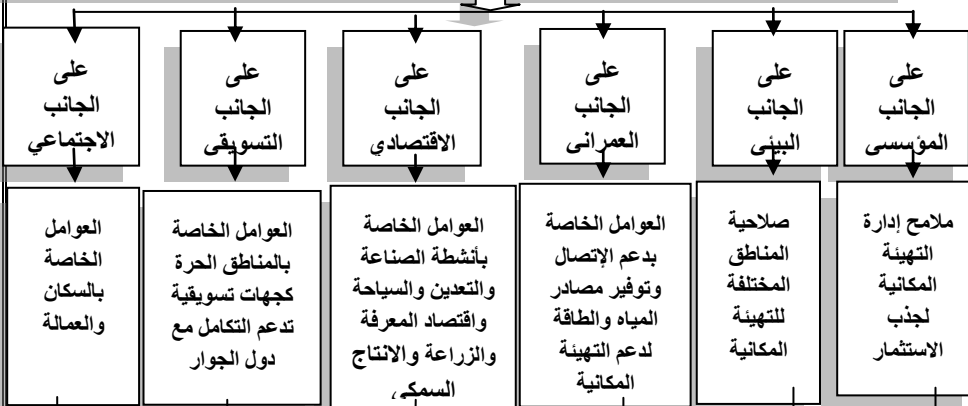 على
الجانب
المؤسسى
على
الجانب
البيئى
على
الجانب
العمرانى
على
الجانب
الاقتصادي
على
الجانب
التسويقى
على
الجانب
الاجتماعي
ملامح إدارة
التهيئة
المكانية
لجذب
الاستثمار
صلاحية
المناطق
المختلفة
للتهيئة
المكانية
العوامل الخاصة
بدعم الإتصال
وتوفير مصادر
المياه والطاقة
لدعم التهيئة
المكانية
العوامل الخاصة
بأنشطة الصناعة
والتعدين والسياحة
واقتصاد المعرفة
والزراعة والانتاج
السمكي
العوامل الخاصة
بالمناطق الحرة
كجهات تسويقية
تدعم التكامل مع
دول الجوار
العوامل
الخاصة
بالسكان
والعمالة